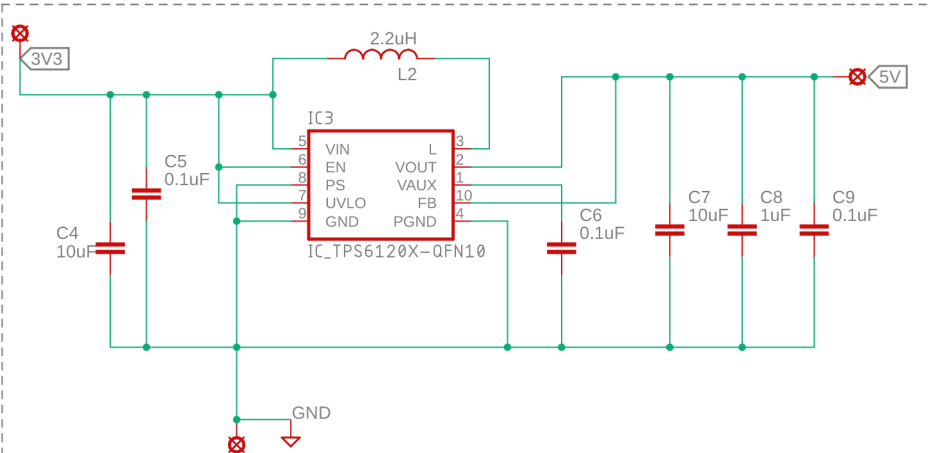 2.2uH
3V3
L2
5V
IC3
5 VIN L 3
6 EN VOUT 2
8 PS VAUX 1
7 UVLO FB 10
9 GND PGND 4
IC_TPS6120X-QFN10
C5
0.1uF
C4
10uF
C6
0.1uF
C7
10uF
C8
1uF
C9
0.1uF
GND